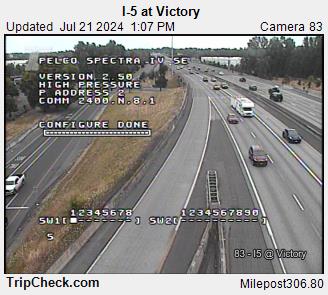 I-5 at Victory
Updated Jul 21 2024 1:07 PM Camera 83
PELCO SPECTRA IV SE
VERSION 2.50
HIGH PRESSURE
P ADDRESS 2
COMM 2400,N,8,1
CONFIGURE DONE
12345678 1234567890
SW1 SW2
S
83 - I5 @ Victory
TripCheck.com Milepost306.80